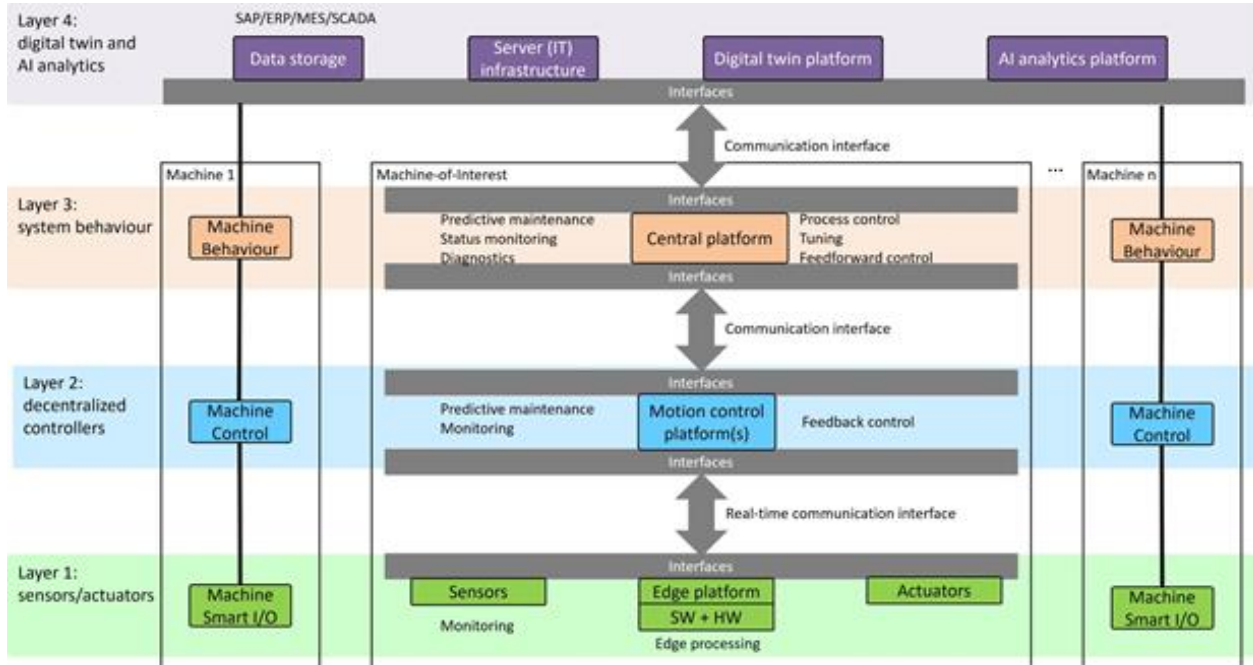 Layer 4:
digital twin and
AI analytics
SAP/ERP/MES/SCADA
Data storage
Server (IT)
infrastructure
Digital twin platform
AI analytics platform
Interfaces
Communication interface
Machine 1
Machine-of-Interest
...
Machine n
Layer 3:
system behaviour
Machine
Behaviour
Interfaces
Predictive maintenance
Status monitoring
Diagnostics
Central platform
Process control
Tuning
Feedforward control
Interfaces
Machine
Behaviour
Communication interface
Layer 2:
decentralized
controllers
Machine
Control
Interfaces
Predictive maintenance
Monitoring
Motion control
platform(s)
Feedback control
Interfaces
Machine
Control
Real-time communication interface
Layer 1:
sensors/actuators
Machine
Smart I/O
Interfaces
Sensors
Monitoring
Edge platform
SW + HW
Edge processing
Actuators
Machine
Smart I/O